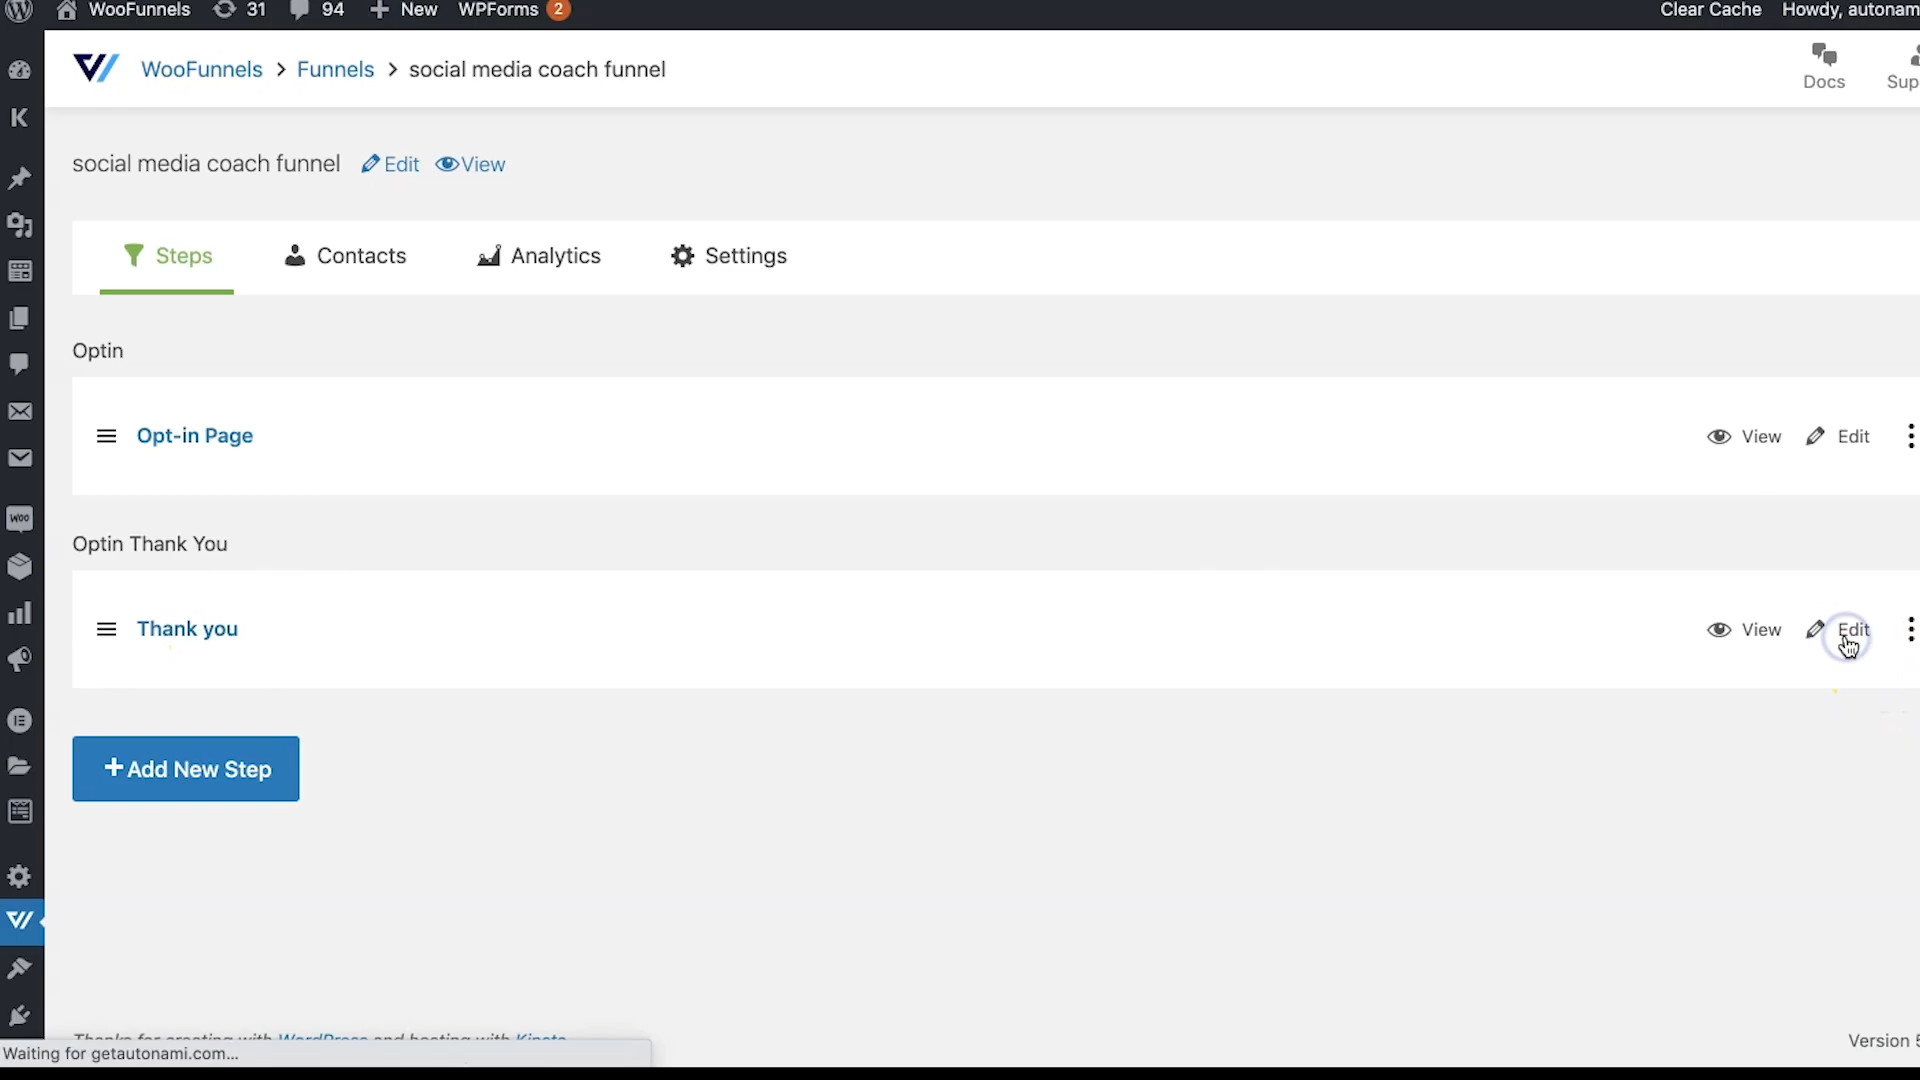 WooFunnels 31 94 + New WPForms 2 Clear Cache Howdy, autonam
WooFunnels > Funnels > social media coach funnel
Docs Sup
social media coach funnel Edit View
Steps Contacts Analytics Settings
Optin
Opt-in Page View Edit
Optin Thank You
Thank you View Edit
+ Add New Step
Thanks for creating with WordPress and hosting with Kinsta
Version 5
Waiting for getautonami.com...
K
Woo